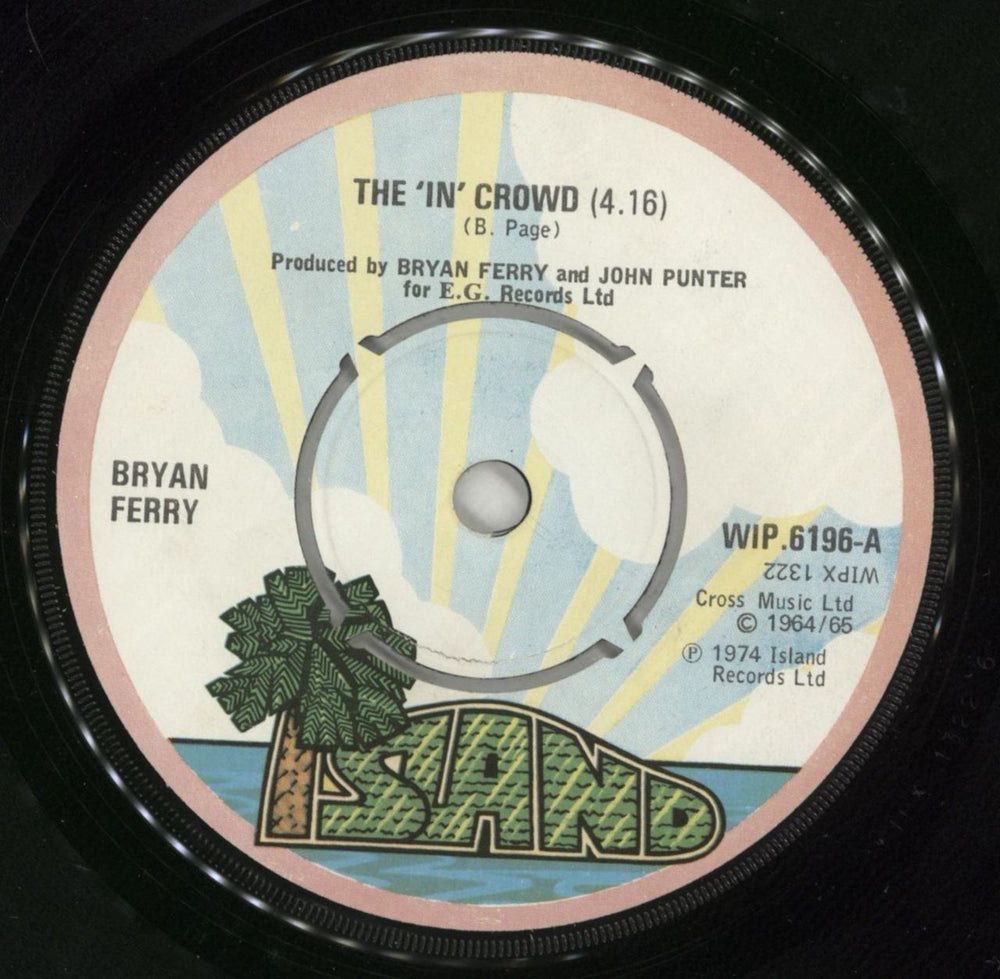 THE 'IN' CROWD (4.16)
(B. Page)
Produced by BRYAN FERRY and JOHN PUNTER
for E.G. Records Ltd
BRYAN
FERRY
WIP.6196-A
WIPX 1322
Cross Music Ltd
© 1964/65
℗ 1974 Island
Records Ltd
ISLAND